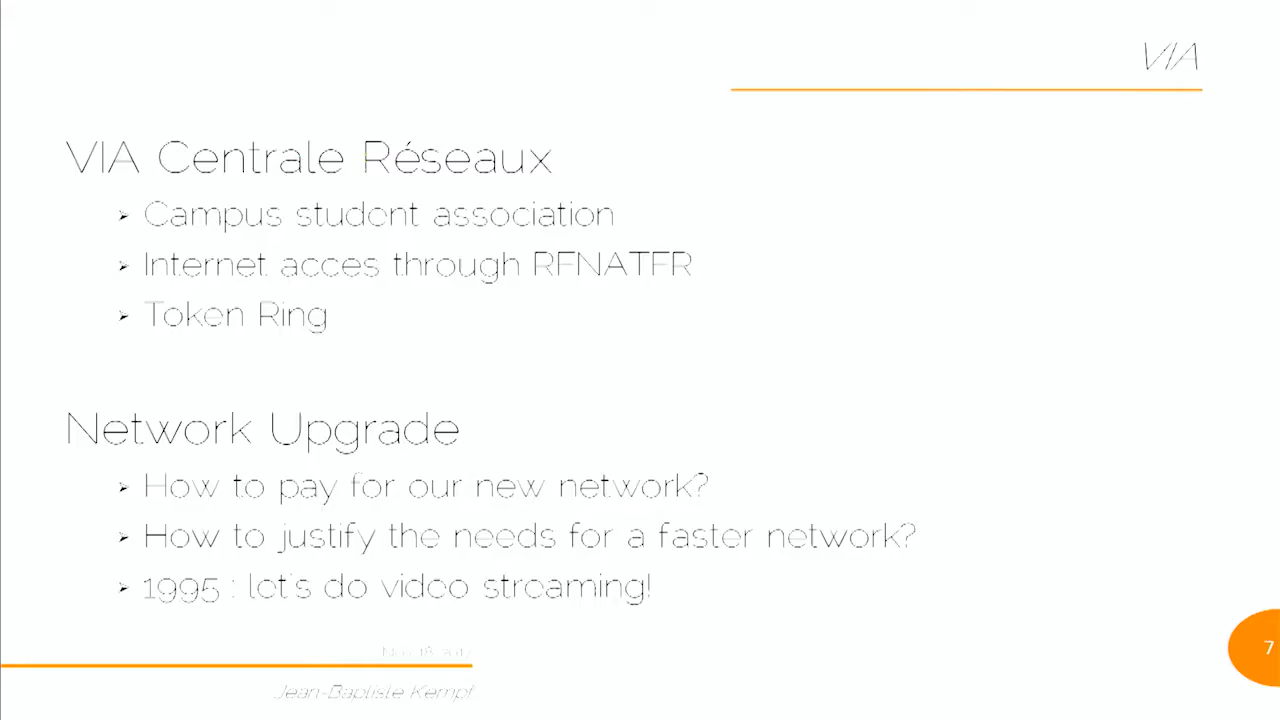 VIA
VIA Centrale Réseaux
Campus student association
Internet acces through RENATER
Token Ring
Network Upgrade
How to pay for our new network?
How to justify the needs for a faster network?
1995 : let's do video streaming!
7
Jean-Baptiste Kempf